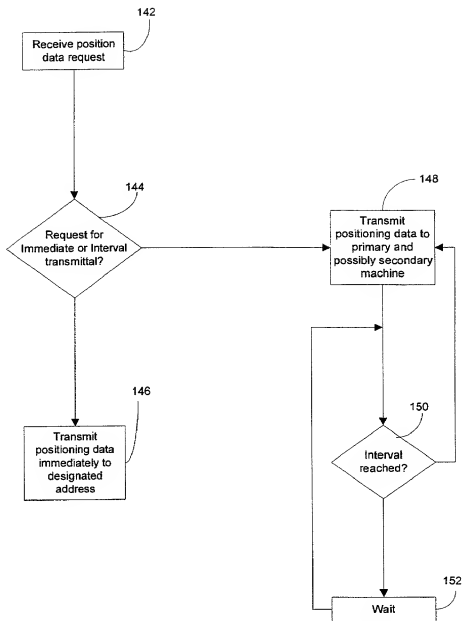 142
Receive position
data request
144
Request for
Immediate or Interval
transmittal?
148
Transmit
positioning data to
primary and
possibly secondary
machine
146
Transmit
positioning data
immediately to
designated
address
150
Interval
reached?
152
Wait